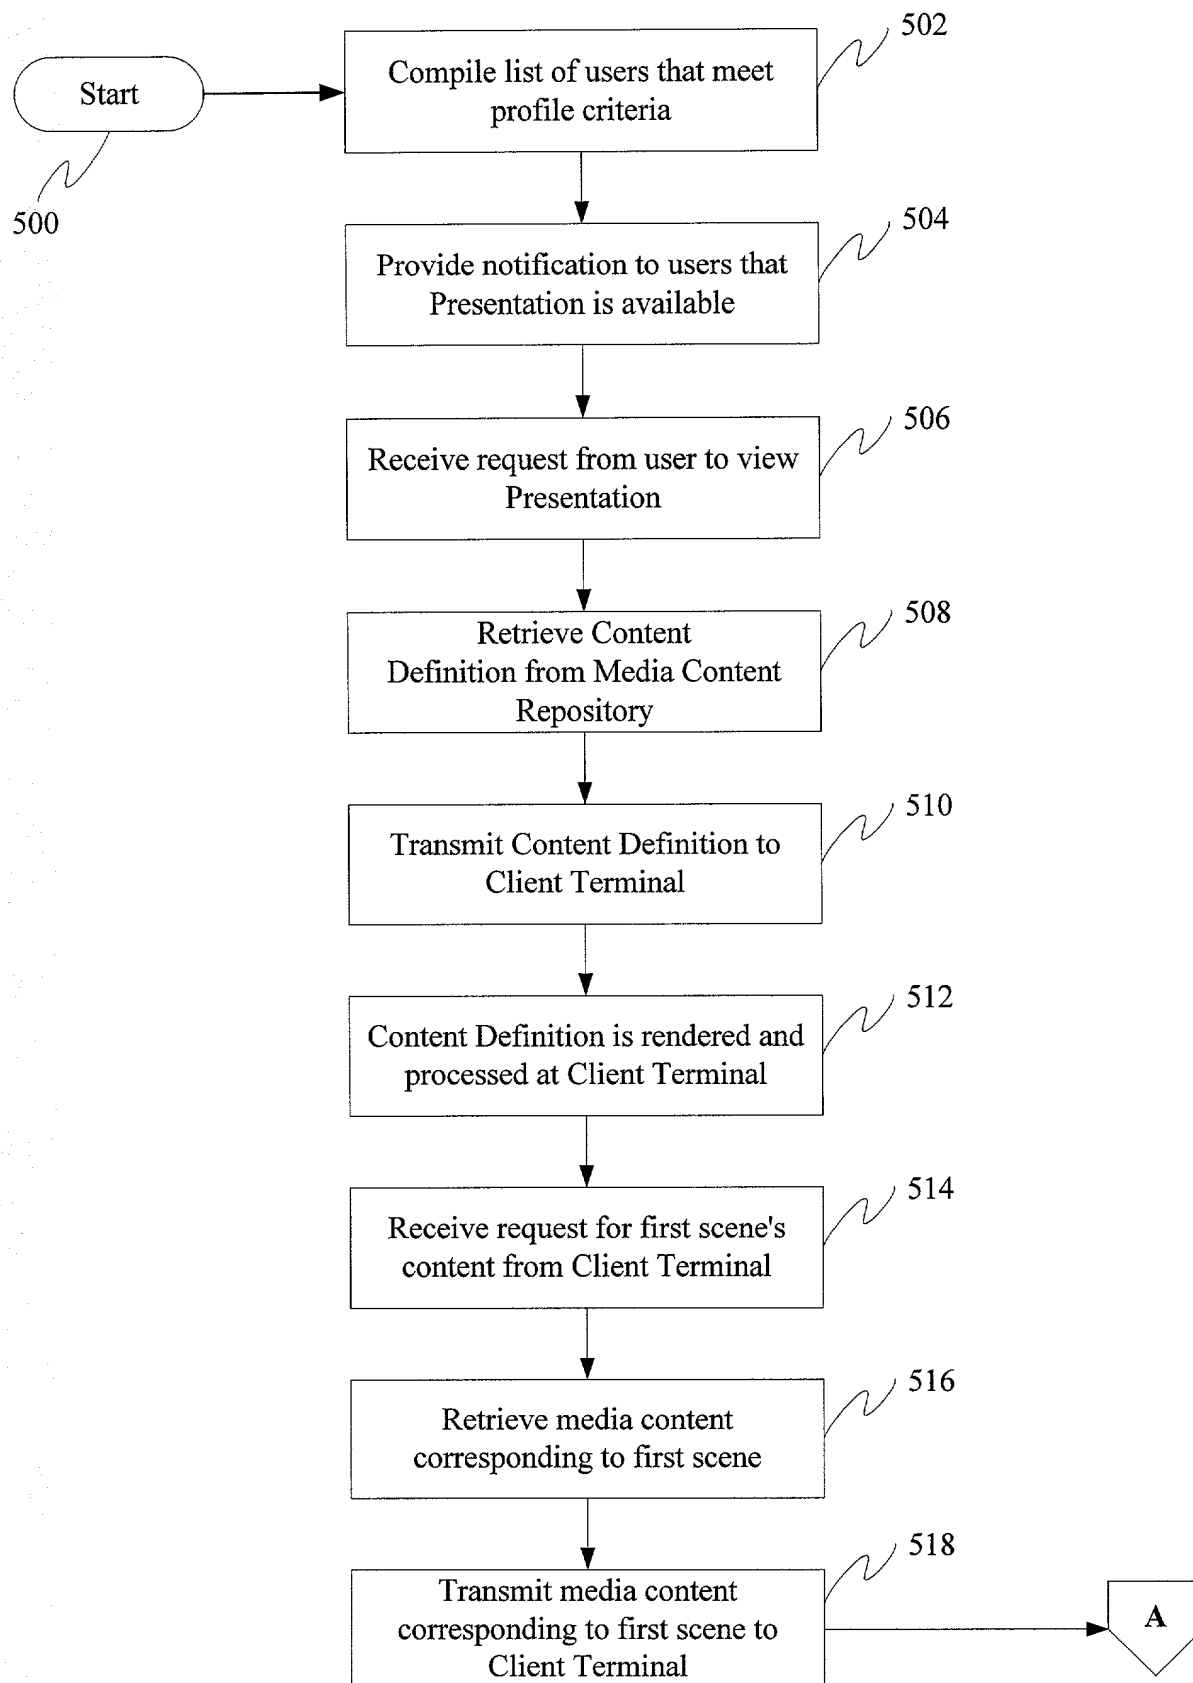 502
Start
Compile list of users that meet
profile criteria
500
504
Provide notification to users that
Presentation is available
506
Receive request from user to view
Presentation
508
Retrieve Content
Definition from Media Content
Repository
510
Transmit Content Definition to
Client Terminal
512
Content Definition is rendered and
processed at Client Terminal
514
Receive request for first scene's
content from Client Terminal
516
Retrieve media content
corresponding to first scene
518
Transmit media content
corresponding to first scene to
Client Terminal
A